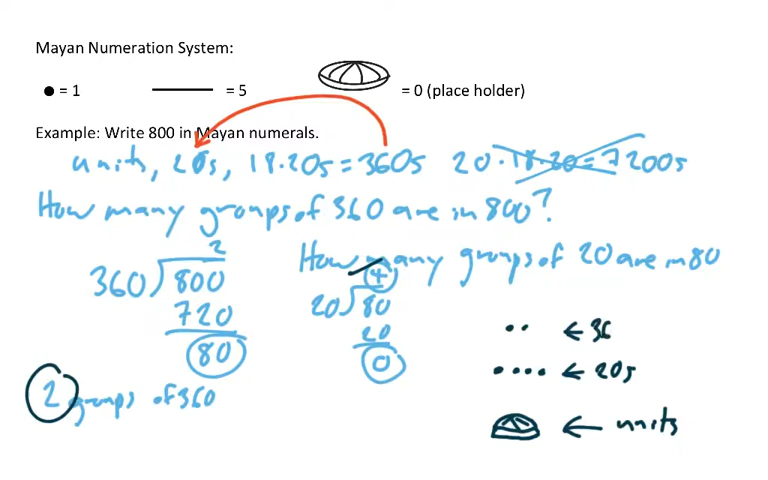 Mayan Numeration System:
= 1 = 5 = 0 (place holder)
Example: Write 800 in Mayan numerals.
units, 20s, 18·20s = 360s 20·18·20=7200s
How many groups of 360 are in 800?
How many groups of 20 are in 80
2
360)800
720
80
4
20)80
20
0
2 groups of 360
•• ← 36
•••• ← 20s
← units